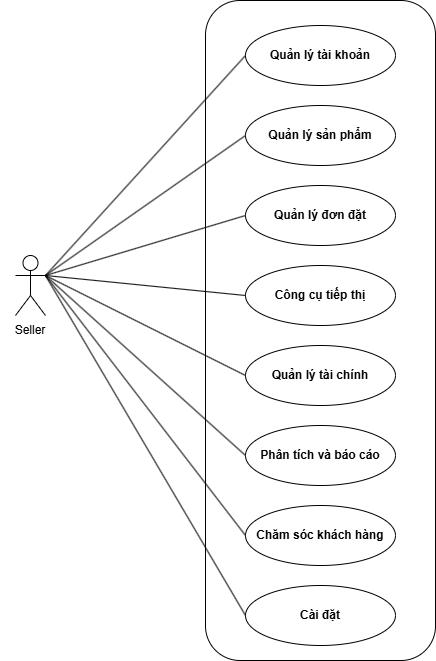 Quản lý tài khoản
Quản lý sản phẩm
Quản lý đơn đặt
Công cụ tiếp thị
Seller
Quản lý tài chính
Phân tích và báo cáo
Chăm sóc khách hàng
Cài đặt